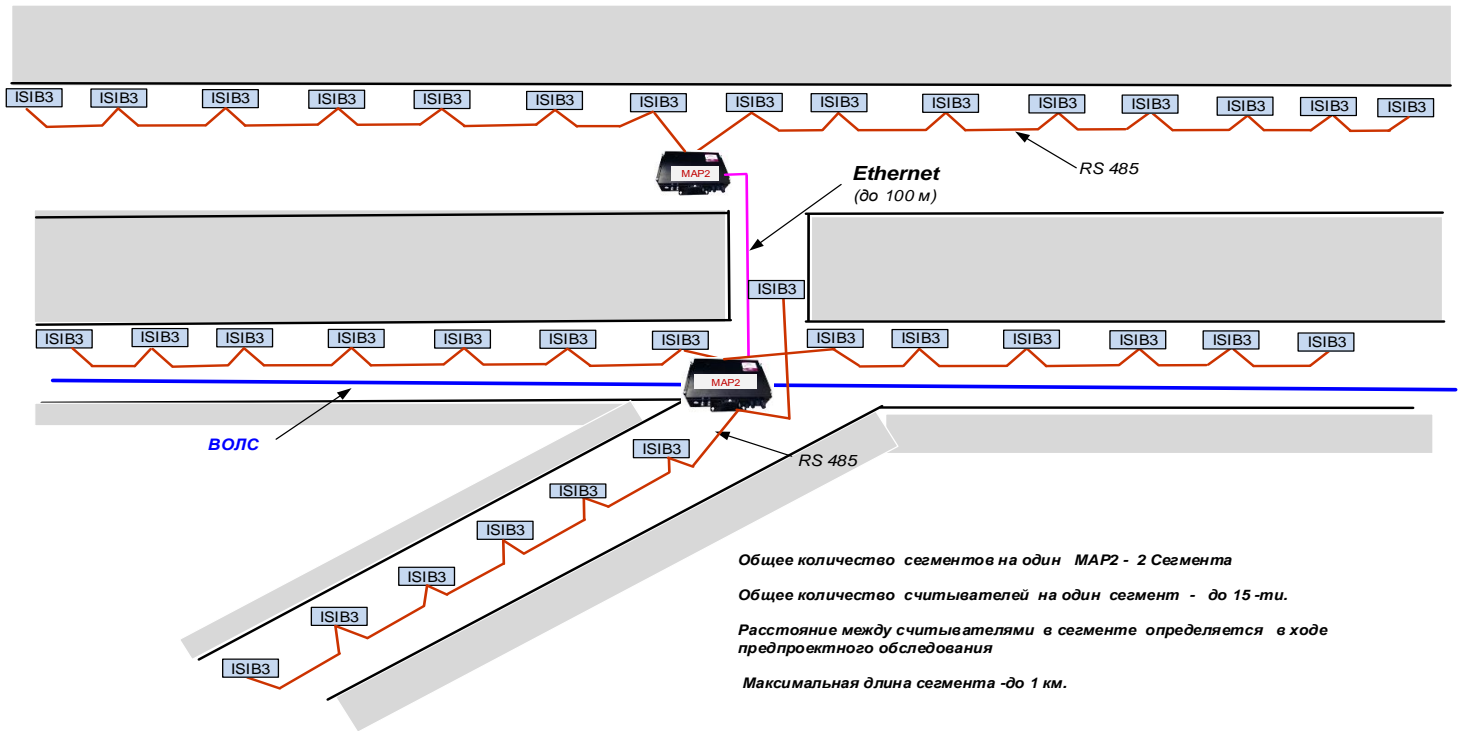 ISIB3 ISIB3 ISIB3 ISIB3 ISIB3 ISIB3 ISIB3 ISIB3 ISIB3 ISIB3 ISIB3 ISIB3 ISIB3 ISIB3 ISIB3
MAP2
RS 485
Ethernet
(до 100 м)
ISIB3
ISIB3 ISIB3 ISIB3 ISIB3 ISIB3 ISIB3 ISIB3 ISIB3 ISIB3 ISIB3 ISIB3 ISIB3 ISIB3
MAP2
ВОЛС
RS 485
ISIB3
ISIB3
ISIB3
ISIB3
ISIB3
ISIB3
Общее количество сегментов на один MAP2 - 2 Сегмента
Общее количество считывателей на один сегмент - до 15 -ти.
Расстояние между считывателями в сегменте определяется в ходе
предпроектного обследования
Максимальная длина сегмента -до 1 км.